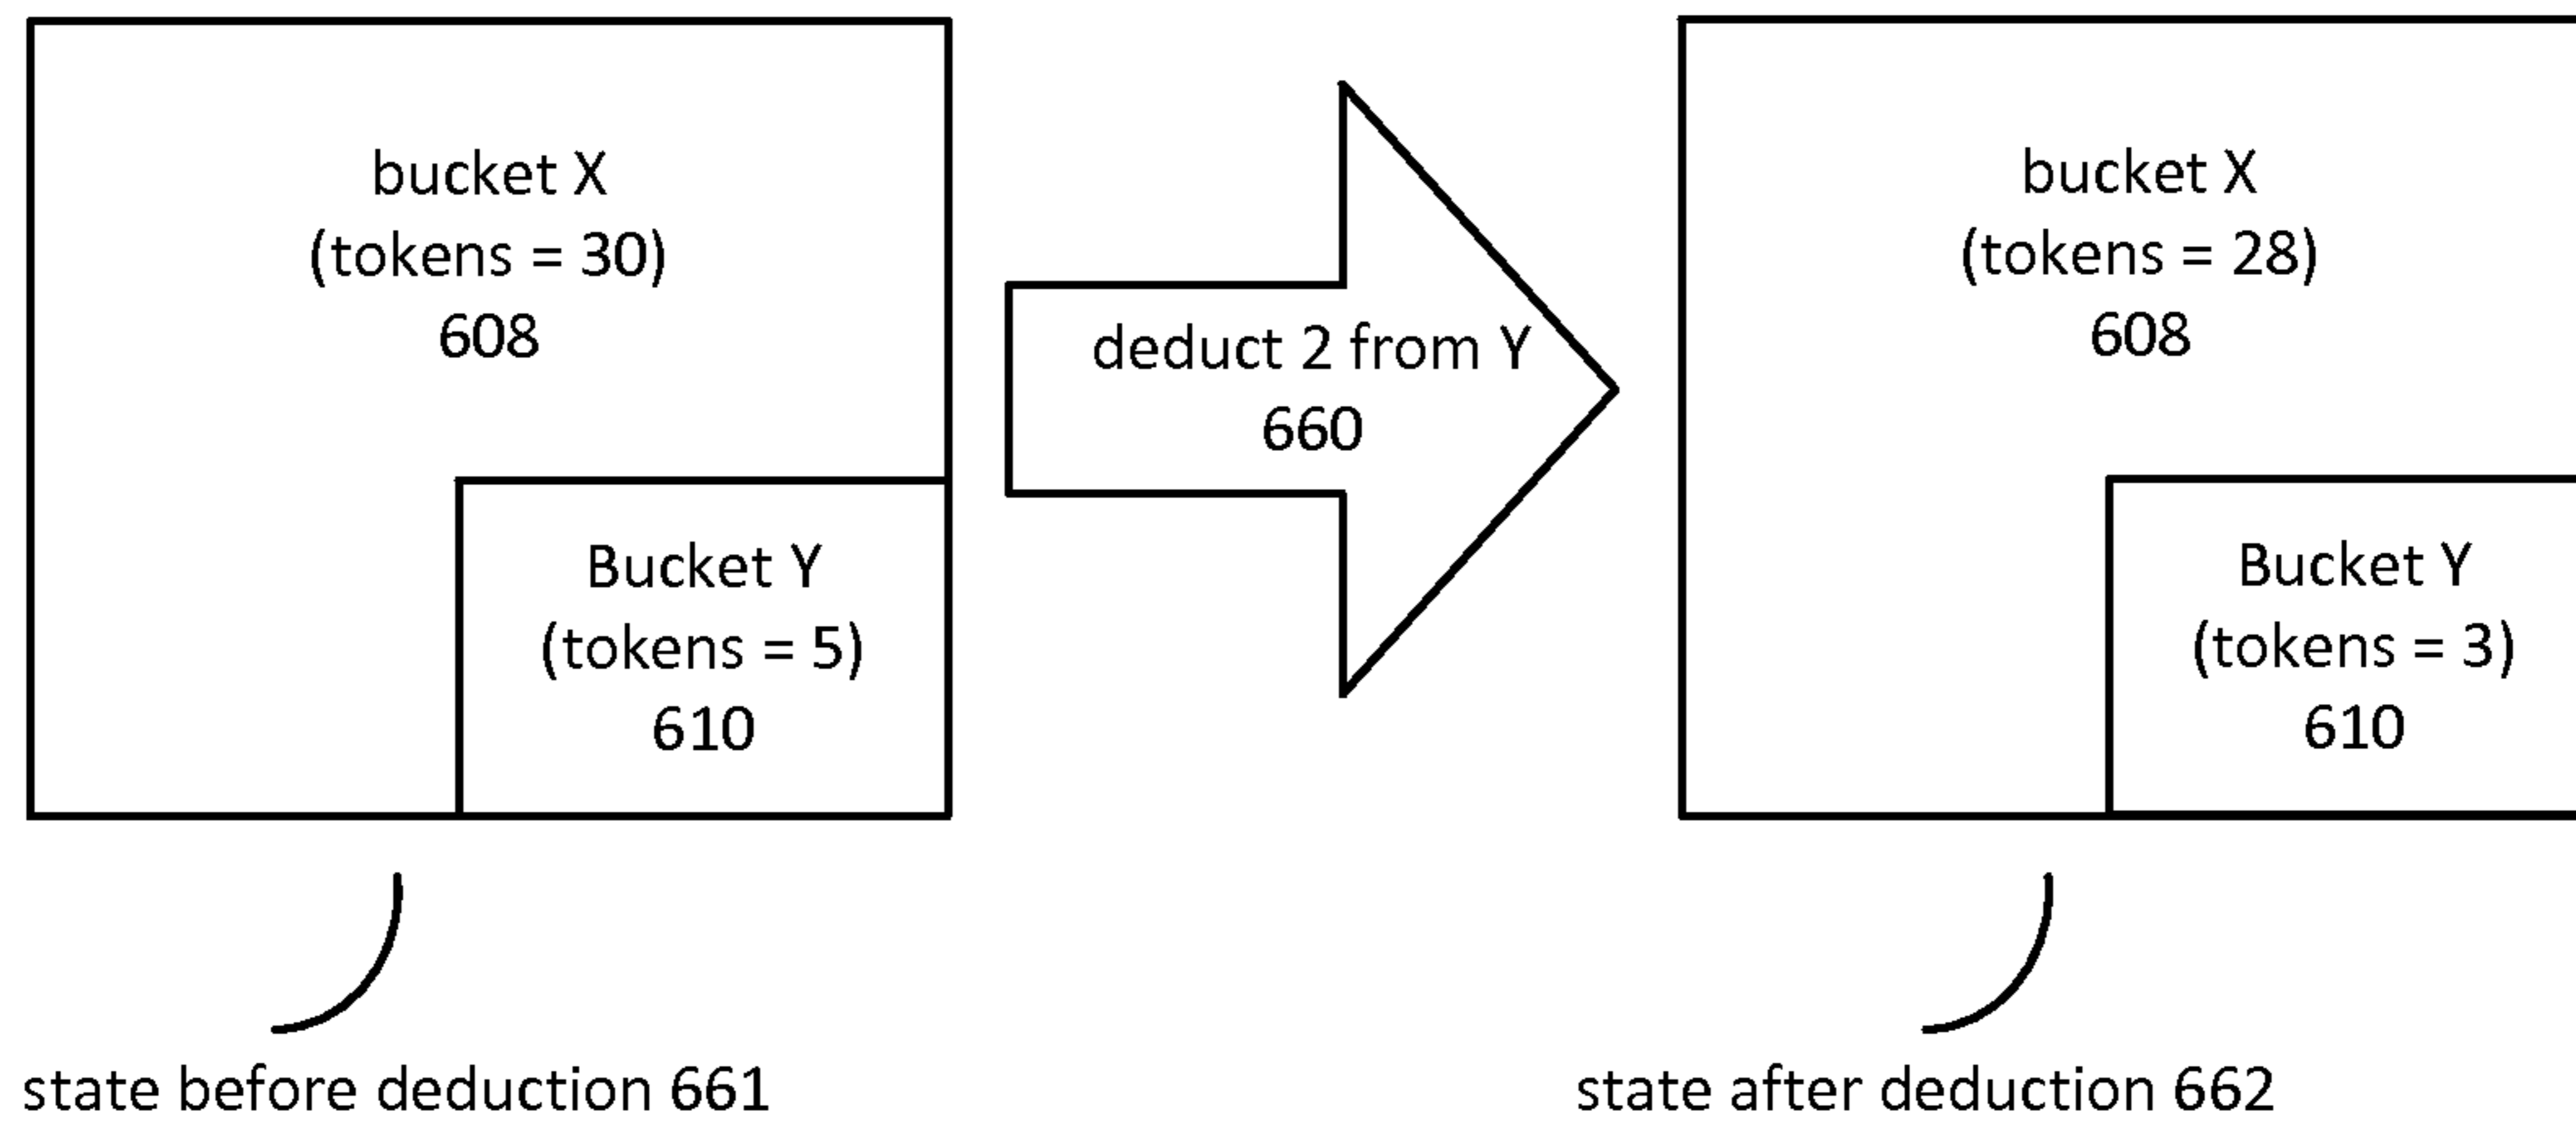 bucket X
(tokens = 30)
608
Bucket Y
(tokens = 5)
610
state before deduction 661
deduct 2 from Y
660
bucket X
(tokens = 28)
608
Bucket Y
(tokens = 3)
610
state after deduction 662